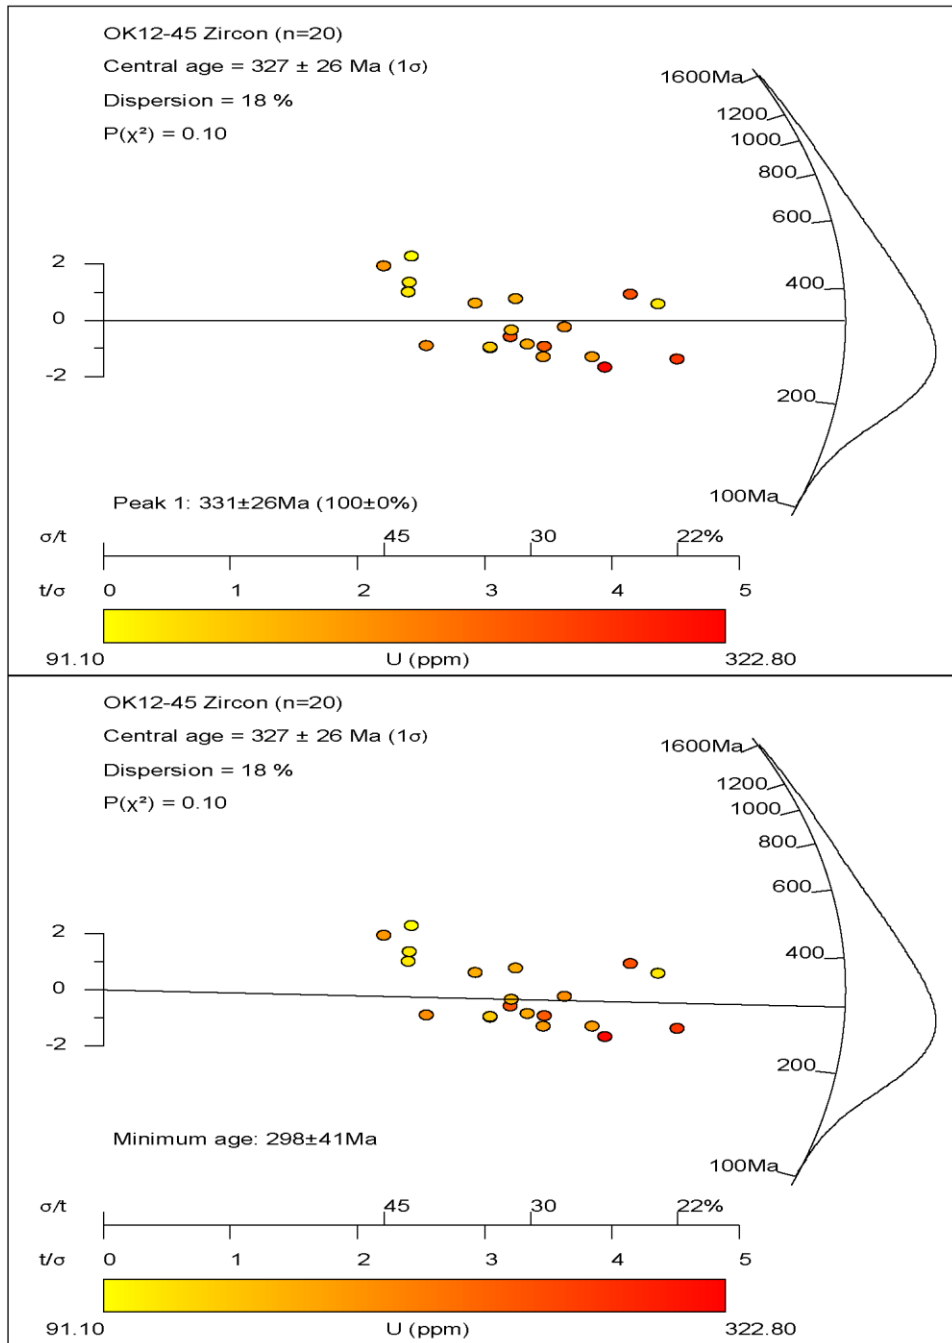 OK12-45 Zircon (n=20)
Central age = 327 ± 26 Ma (1σ)
Dispersion = 18 %
P(χ²) = 0.10
1600Ma
1200
1000
800
600
400
200
100Ma
2
0
-2
Peak 1: 331±26Ma (100±0%)
σ/t 45 30 22%
t/σ 0 1 2 3 4 5
91.10 U (ppm) 322.80
OK12-45 Zircon (n=20)
Central age = 327 ± 26 Ma (1σ)
Dispersion = 18 %
P(χ²) = 0.10
1600Ma
1200
1000
800
600
400
200
100Ma
2
0
-2
Minimum age: 298±41Ma
σ/t 45 30 22%
t/σ 0 1 2 3 4 5
91.10 U (ppm) 322.80